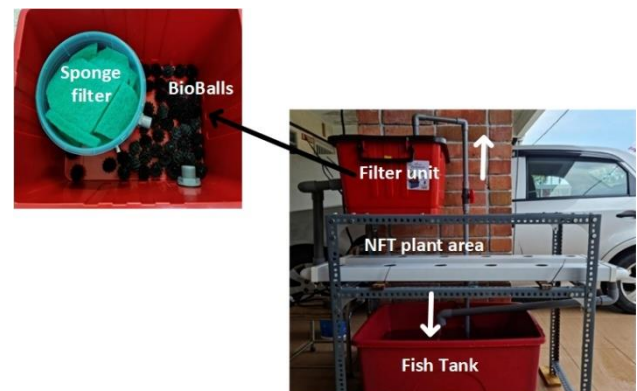 Sponge
filter
BioBalls
Filter unit
NFT plant area
Fish Tank